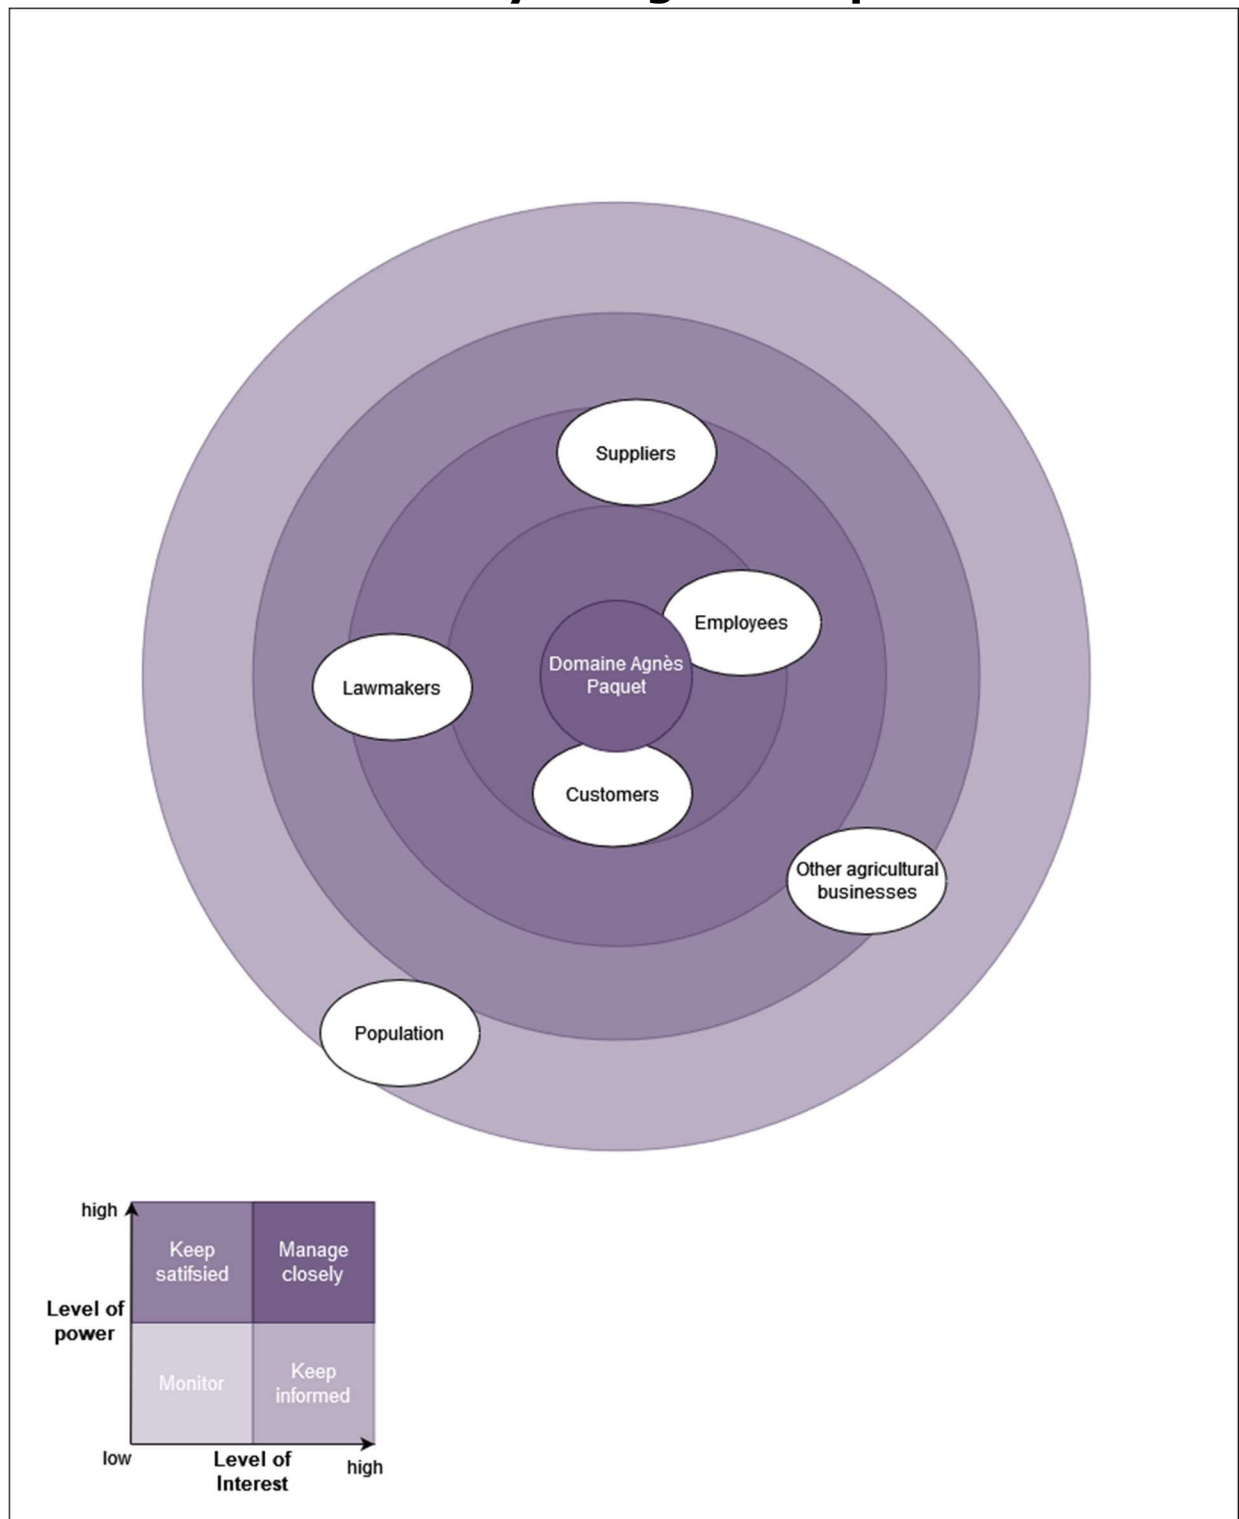 Suppliers
Employees
Domaine Agnès
Paquet
Lawmakers
Customers
Other agricultural
businesses
Population
high
Keep
satifsied
Manage
closely
Level of
power
Monitor
Keep
informed
low
Level of
Interest
high